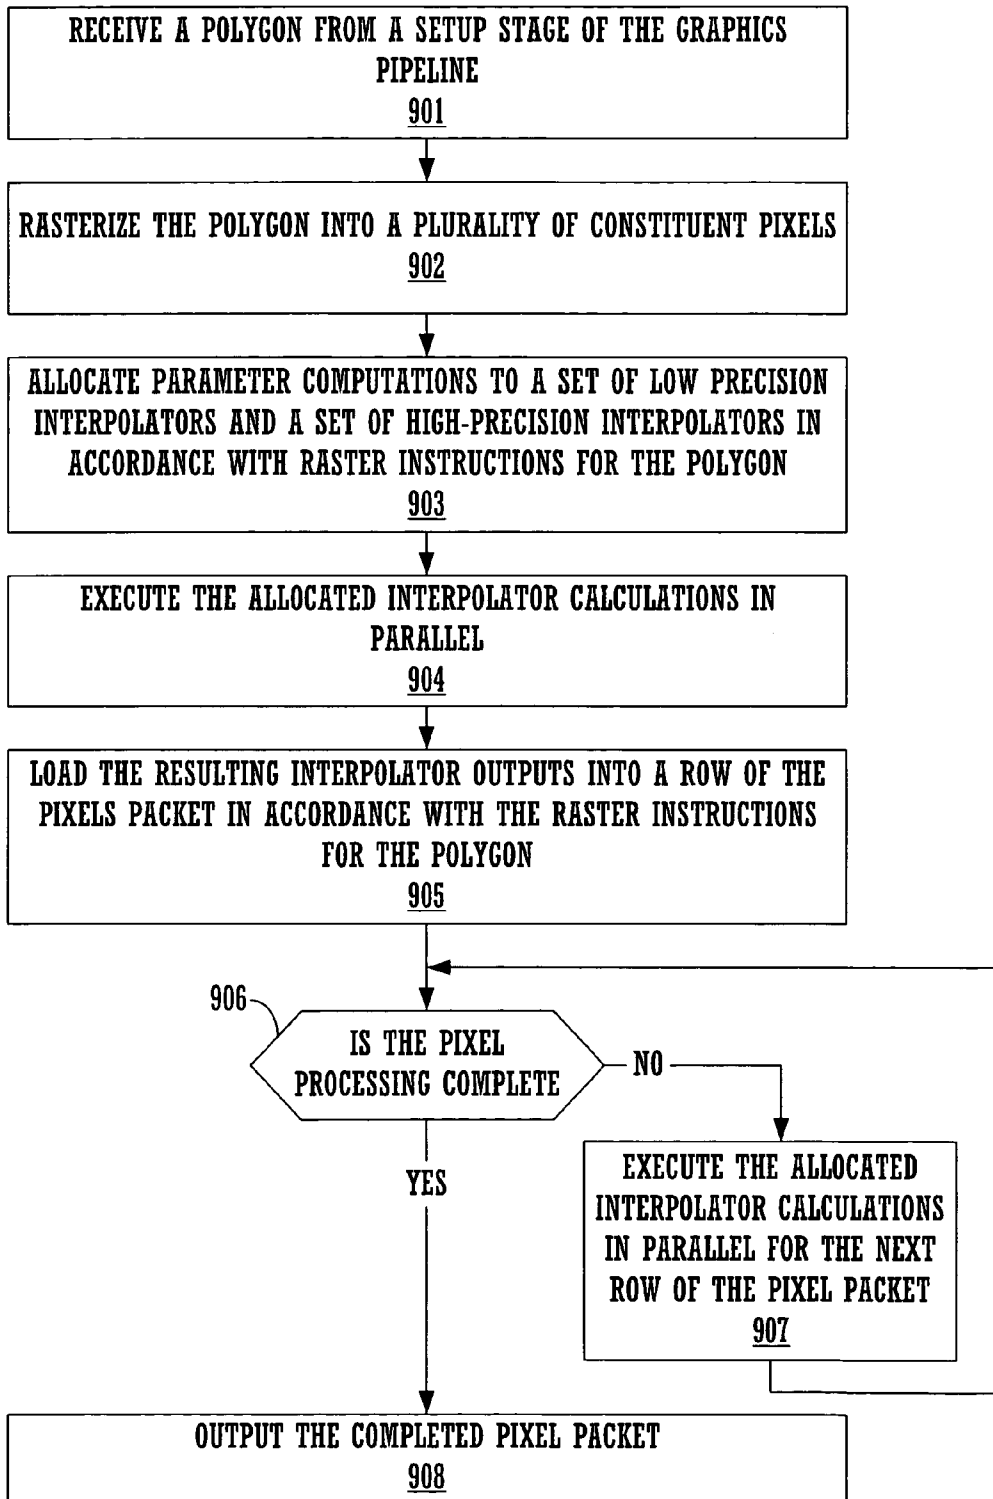 RECEIVE A POLYGON FROM A SETUP STAGE OF THE GRAPHICS
PIPELINE
901
RASTERIZE THE POLYGON INTO A PLURALITY OF CONSTITUENT PIXELS
902
ALLOCATE PARAMETER COMPUTATIONS TO A SET OF LOW PRECISION
INTERPOLATORS AND A SET OF HIGH-PRECISION INTERPOLATORS IN
ACCORDANCE WITH RASTER INSTRUCTIONS FOR THE POLYGON
903
EXECUTE THE ALLOCATED INTERPOLATOR CALCULATIONS IN
PARALLEL
904
LOAD THE RESULTING INTERPOLATOR OUTPUTS INTO A ROW OF THE
PIXELS PACKET IN ACCORDANCE WITH THE RASTER INSTRUCTIONS
FOR THE POLYGON
905
906
IS THE PIXEL
PROCESSING COMPLETE
NO
YES
EXECUTE THE ALLOCATED
INTERPOLATOR CALCULATIONS
IN PARALLEL FOR THE NEXT
ROW OF THE PIXEL PACKET
907
OUTPUT THE COMPLETED PIXEL PACKET
908